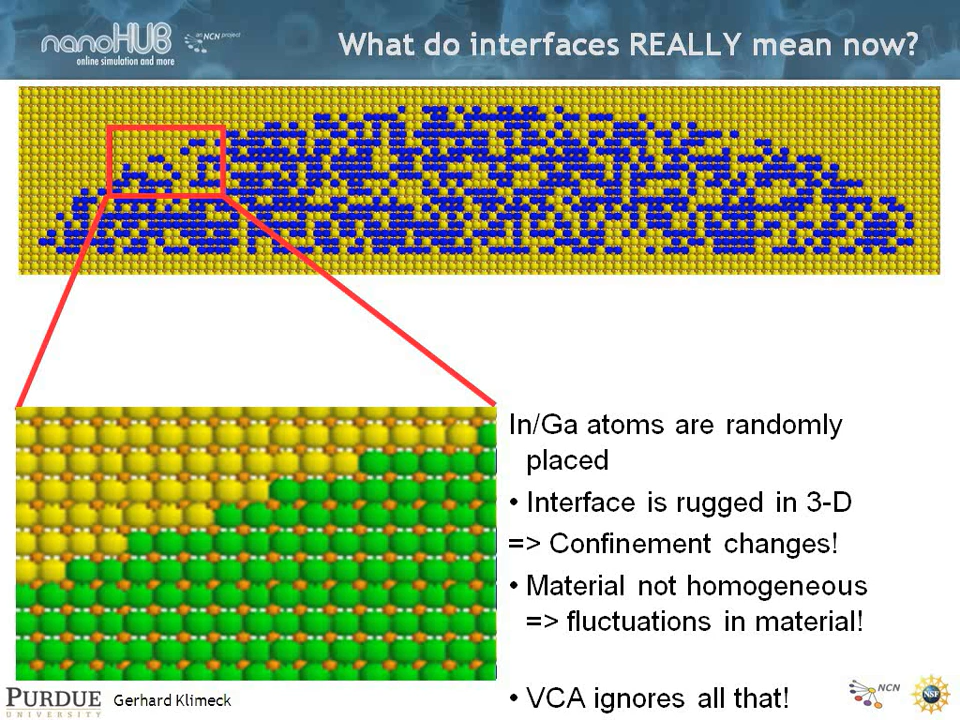 nanoHUB
an NCN project
online simulation and more
What do interfaces REALLY mean now?
In/Ga atoms are randomly
placed
• Interface is rugged in 3-D
=> Confinement changes!
• Material not homogeneous
=> fluctuations in material!
• VCA ignores all that!
PURDUE
UNIVERSITY
Gerhard Klimeck
NCN
NSF